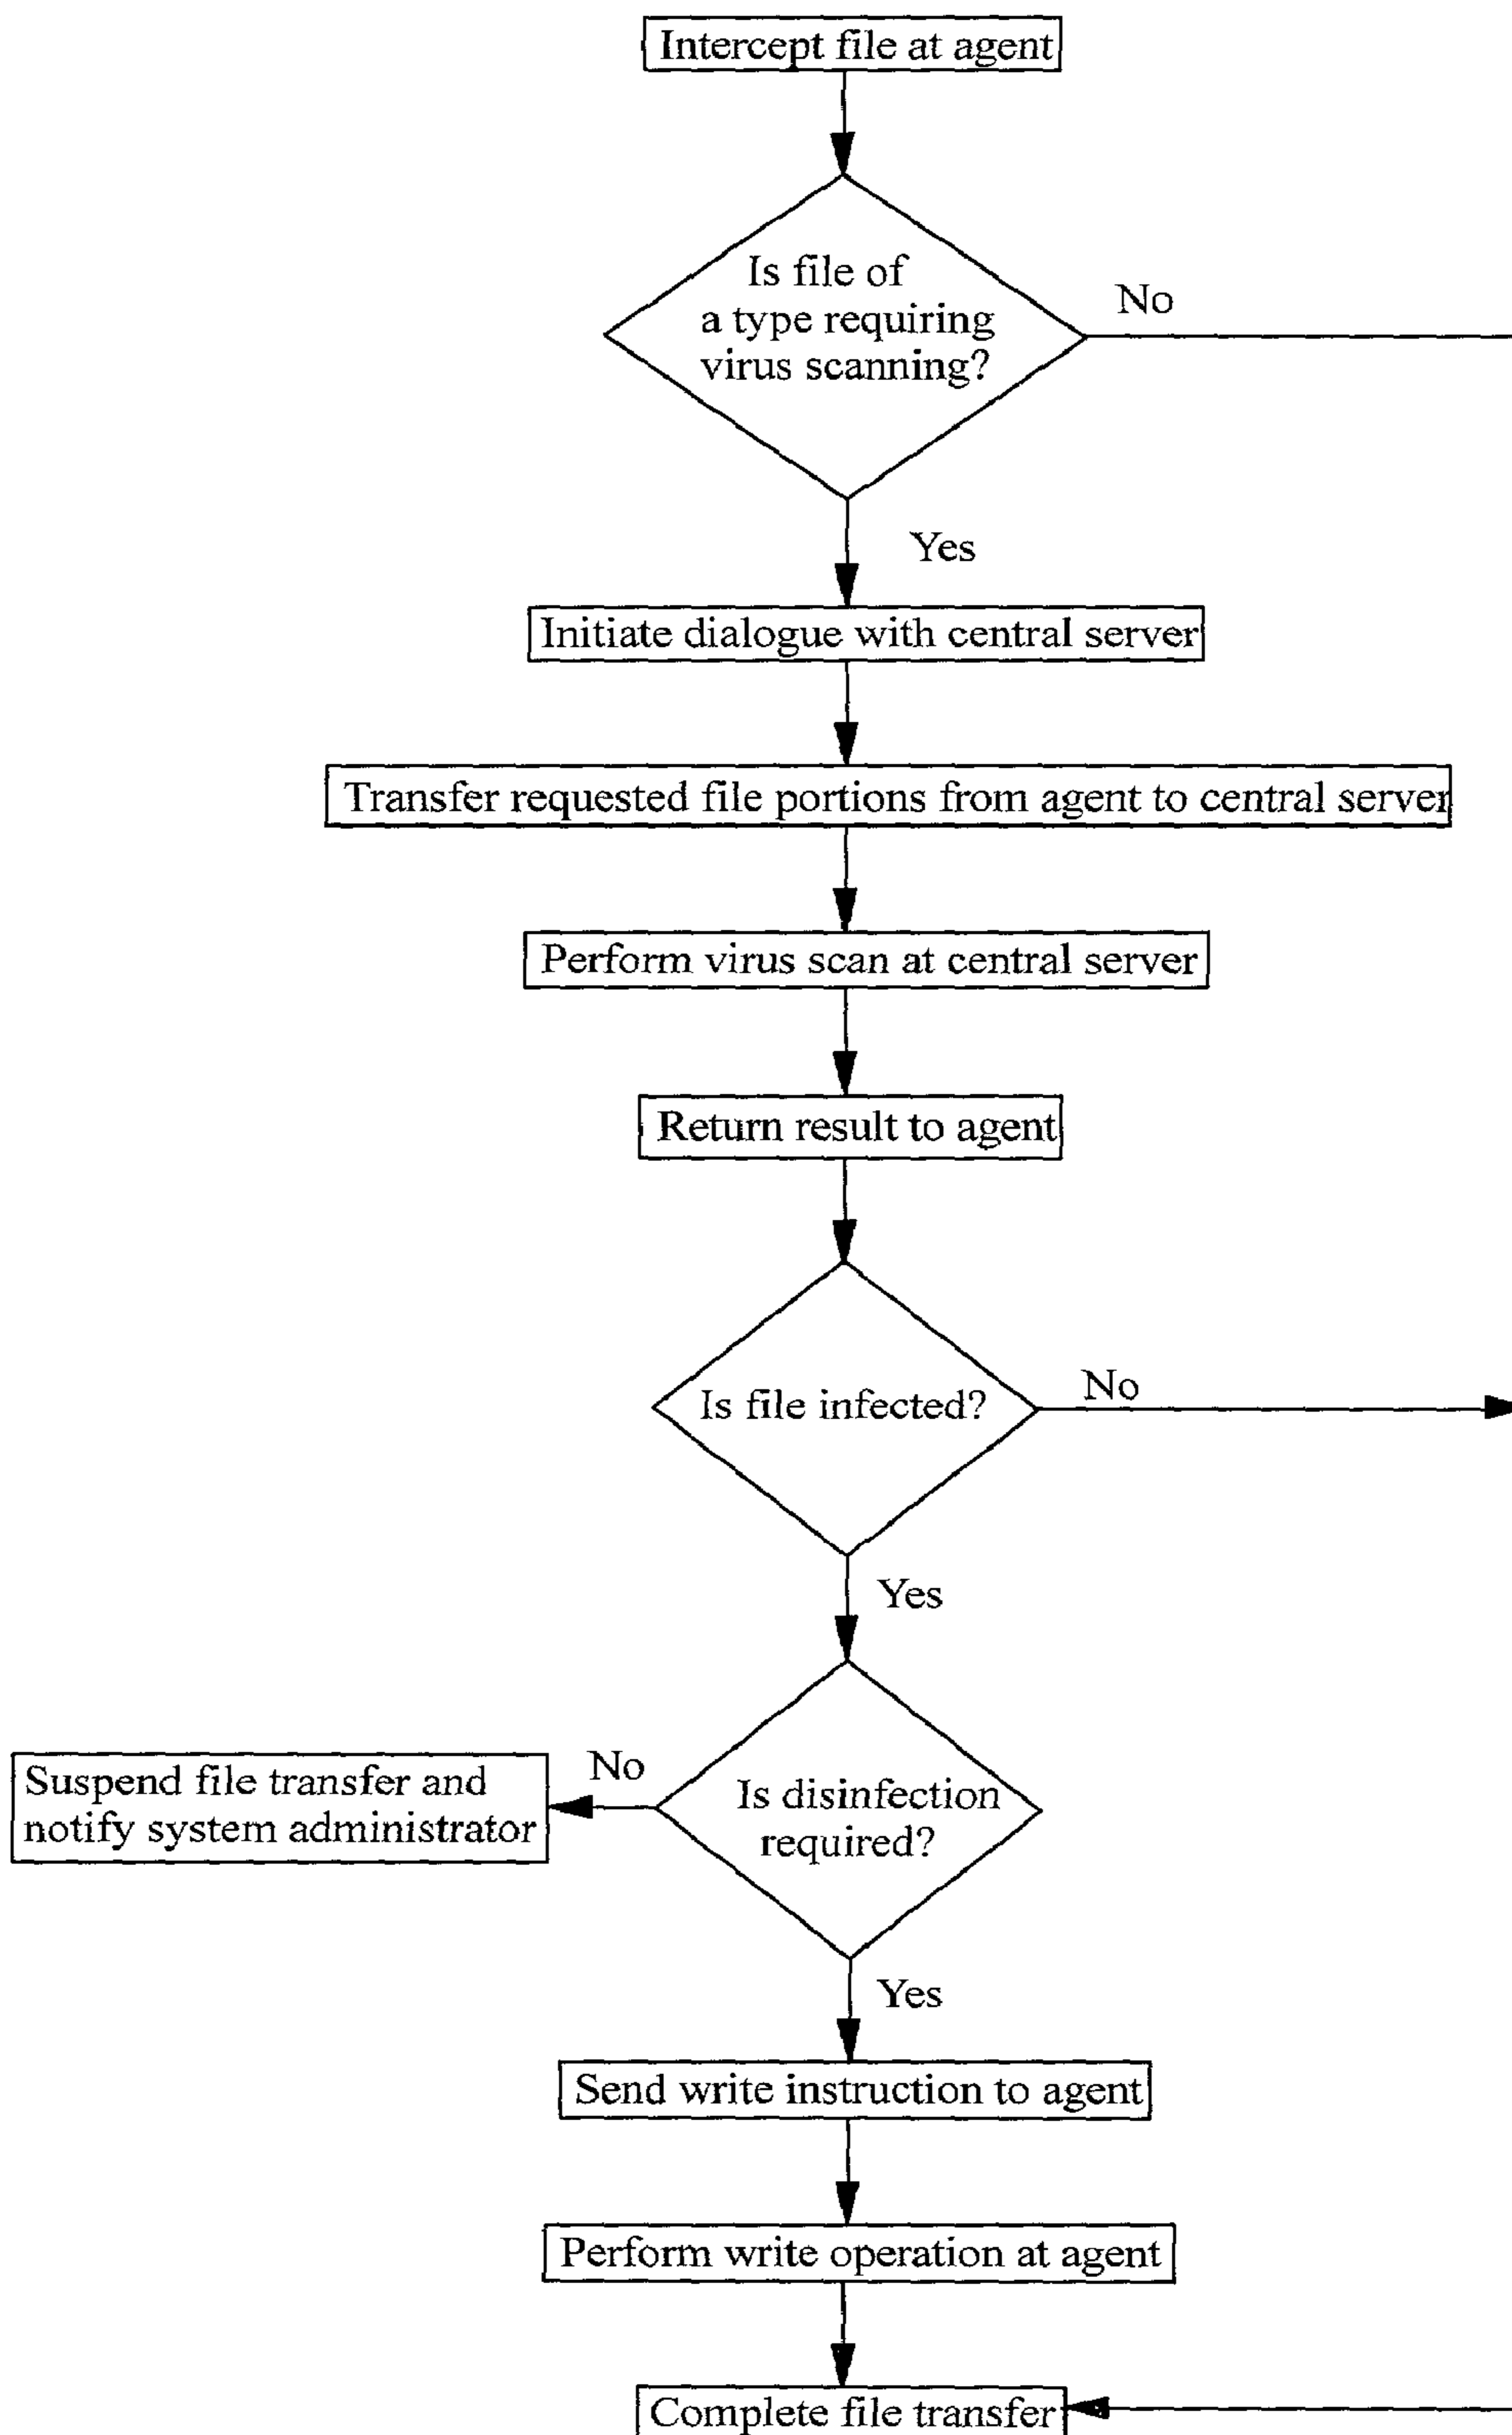 Intercept file at agent
Is file of
a type requiring
virus scanning?
No
Yes
Initiate dialogue with central server
Transfer requested file portions from agent to central server
Perform virus scan at central server
Return result to agent
Is file infected?
No
Yes
Suspend file transfer and
notify system administrator
No
Is disinfection
required?
Yes
Send write instruction to agent
Perform write operation at agent
Complete file transfer